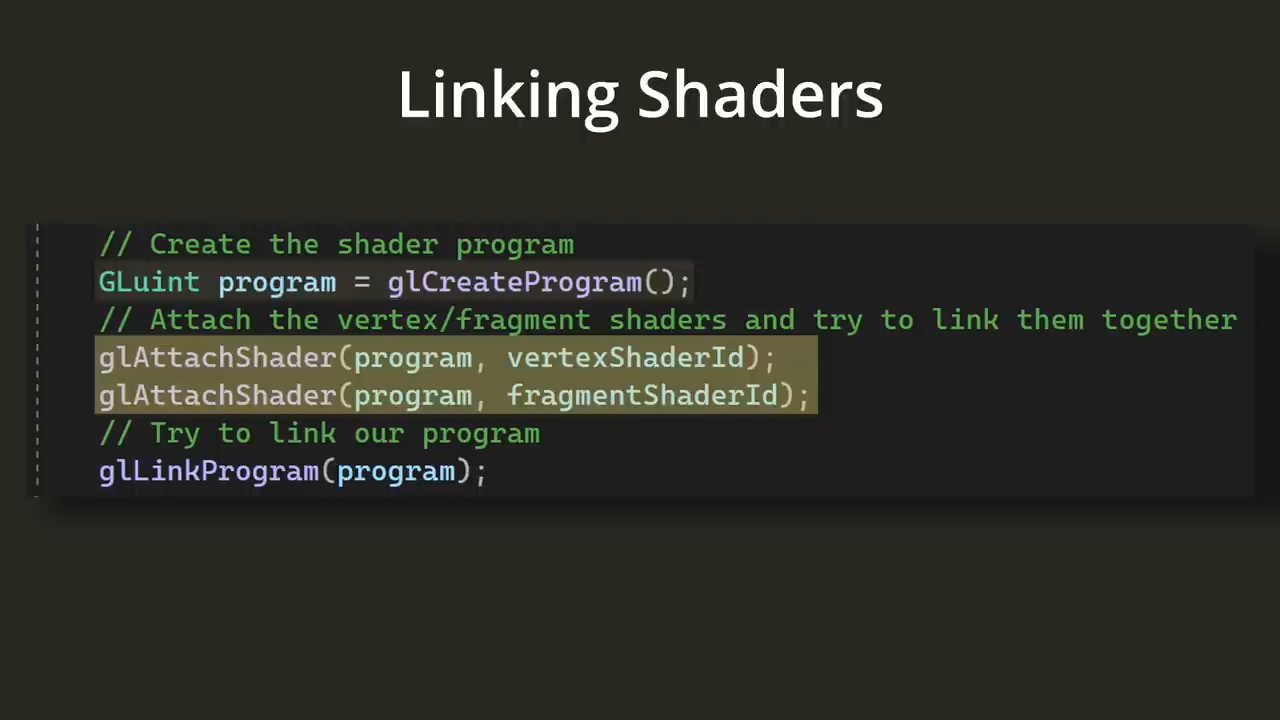 Linking Shaders
// Create the shader program
GLuint program = glCreateProgram();
// Attach the vertex/fragment shaders and try to link them together
glAttachShader(program, vertexShaderId);
glAttachShader(program, fragmentShaderId);
// Try to link our program
glLinkProgram(program);